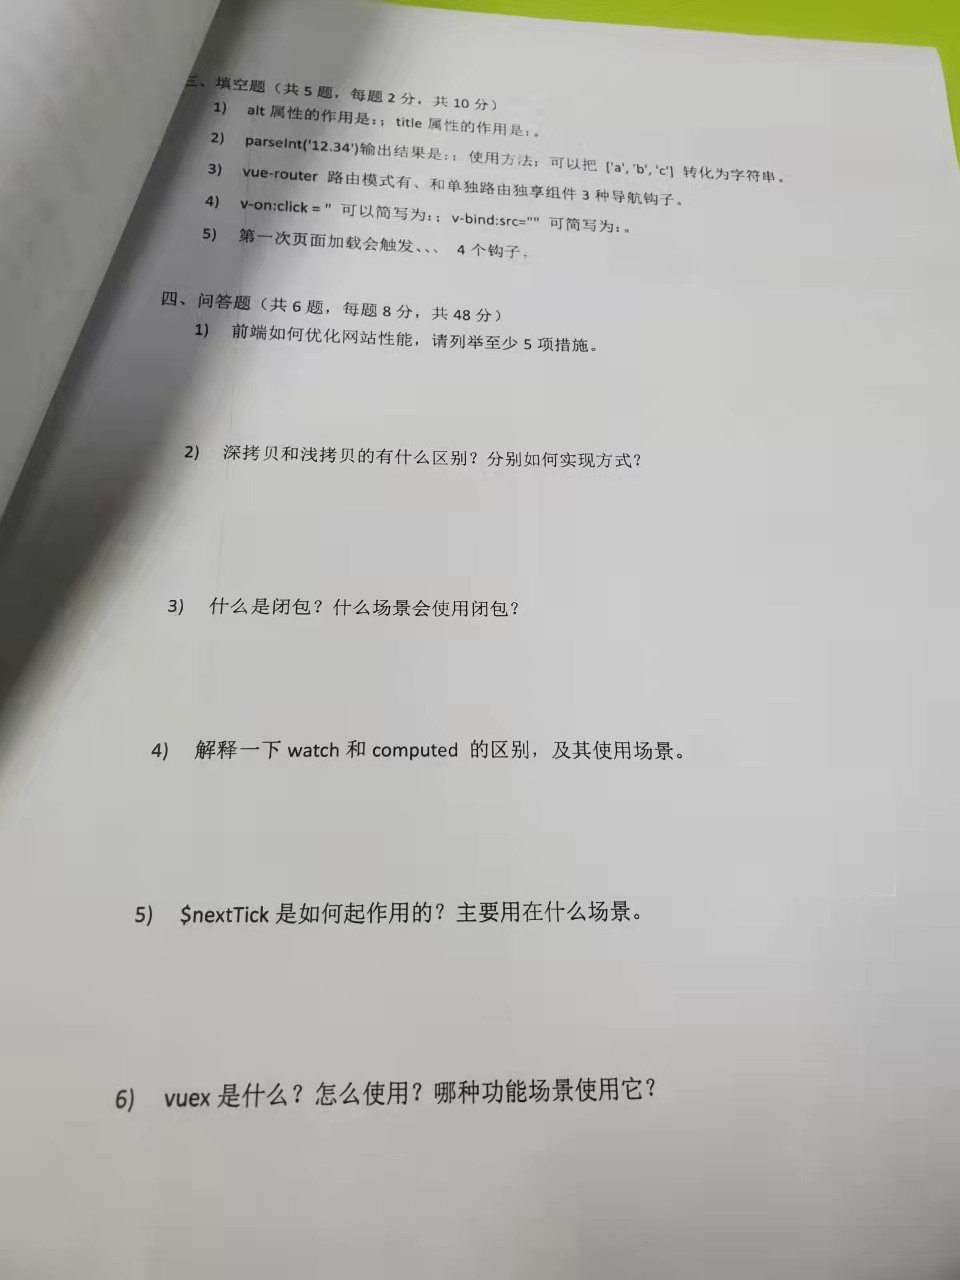 三、填空题（共 5 题，每题 2 分，共 10 分）
1) alt 属性的作用是:；title 属性的作用是:。
2) parseInt('12.34')输出结果是:；使用方法：可以把 ['a', 'b', 'c'] 转化为字符串。
3) vue-router 路由模式有、和单独路由独享组件 3 种导航钩子。
4) v-on:click = '' 可以简写为:；v-bind:src="" 可简写为:。
5) 第一次页面加载会触发、、、 4 个钩子。
四、问答题（共 6 题，每题 8 分，共 48 分）
1) 前端如何优化网站性能，请列举至少 5 项措施。
2) 深拷贝和浅拷贝的有什么区别？分别如何实现方式？
3) 什么是闭包？什么场景会使用闭包？
4) 解释一下 watch 和 computed 的区别，及其使用场景。
5) $nextTick 是如何起作用的？主要用在什么场景。
6) vuex 是什么？怎么使用？哪种功能场景使用它？